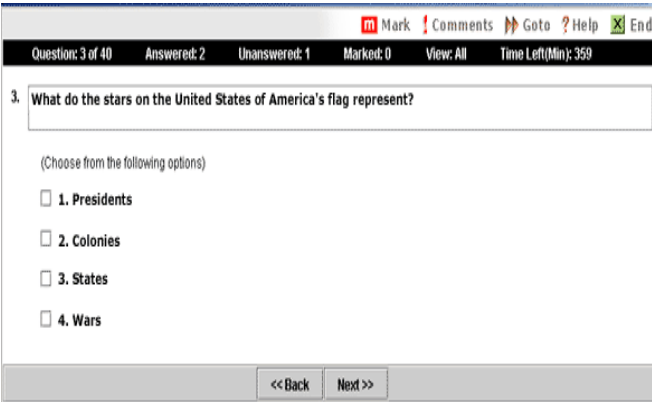 m Mark ! Comments Goto ? Help X End
Question: 3 of 40 Answered: 2 Unanswered: 1 Marked: 0 View: All Time Left(Min): 359
3. What do the stars on the United States of America's flag represent?
(Choose from the following options)
1. Presidents
2. Colonies
3. States
4. Wars
<< Back Next >>